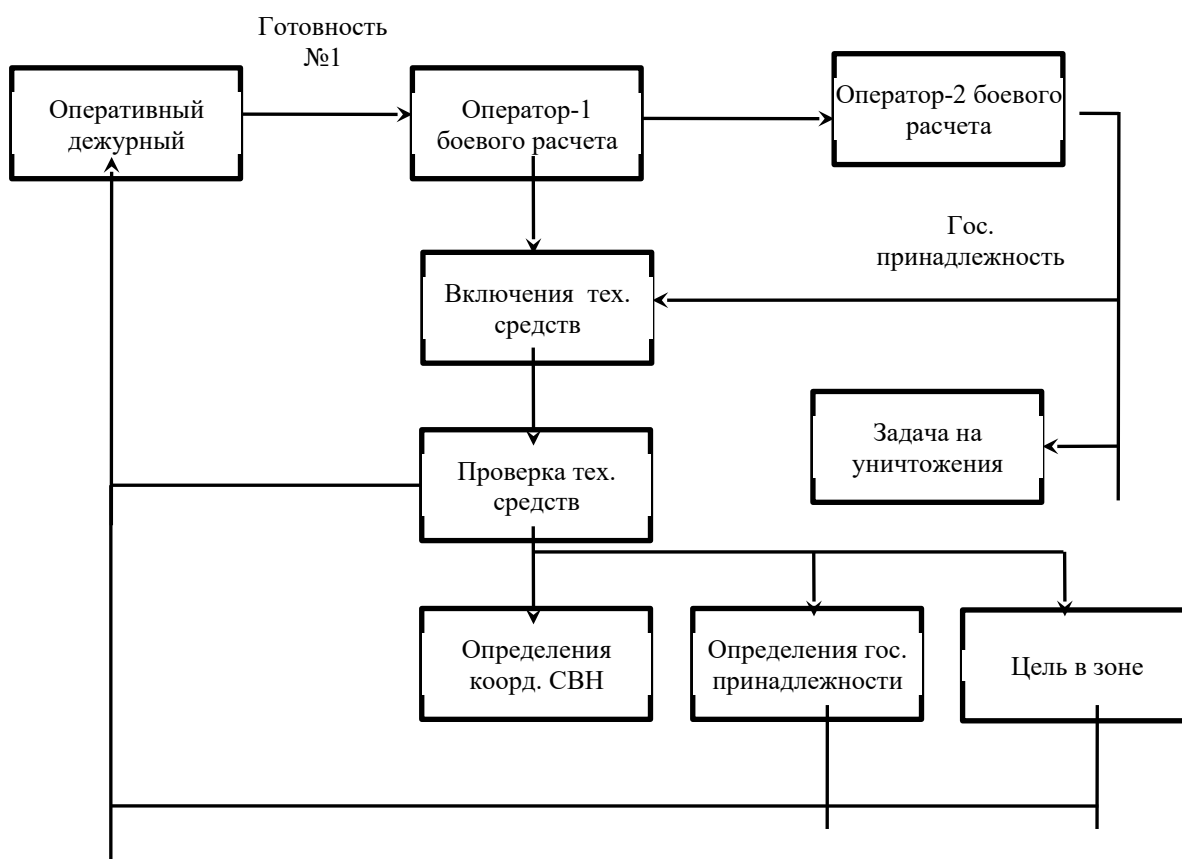 Готовность
№1
Оперативный
дежурный
Оператор-1
боевого расчета
Оператор-2 боевого
расчета
Гос.
принадлежность
Включения тех.
средств
Задача на
уничтожения
Проверка тех.
средств
Определения
коорд. СВН
Определения гос.
принадлежности
Цель в зоне